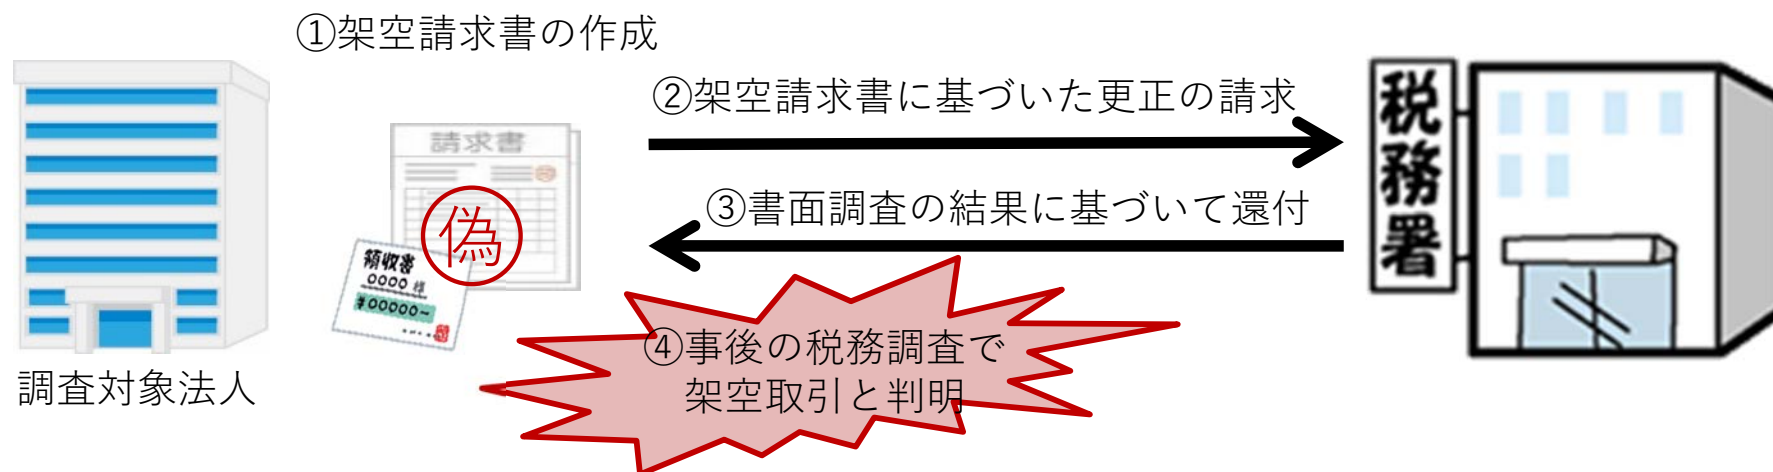 ①架空請求書の作成
②架空請求書に基づいた更正の請求
請求書
偽
③書面調査の結果に基づいて還付
領収書
0000 様
¥00000-
税務署
④事後の税務調査で
架空取引と判明
調査対象法人